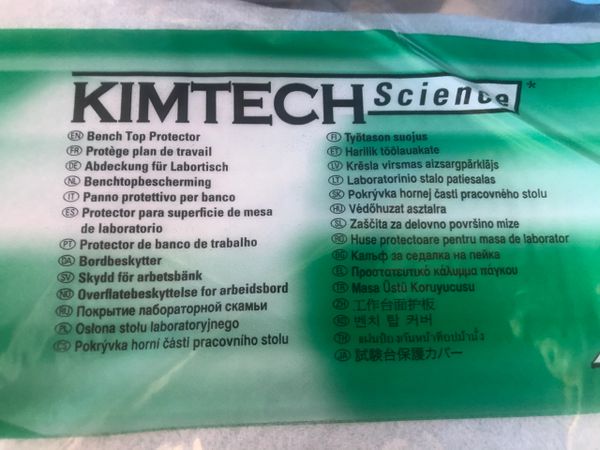 KIMTECH Science*
EN Bench Top Protector
FR Protège plan de travail
DE Abdeckung für Labortisch
NL Benchtopbescherming
IT Panno protettivo per banco
ES Protector para superficie de mesa
de laboratorio
PT Protector de banco de trabalho
DA Bordbeskytter
SV Skydd för arbetsbänk
NO Overflatebeskyttelse for arbeidsbord
RU Покрытие лабораторной скамьи
PL Osłona stołu laboratoryjnego
CS Pokrývka horní části pracovního stolu
FI Työtason suojus
ET Harilik töölauakate
LV Krēsla virsmas aizsargpārklājs
LT Laboratorinio stalo patiesalas
SK Pokrývka hornej časti pracovného stolu
HU Védőhuzat asztalra
SL Zaščita za delovno površino mize
RO Huse protectoare pentru masa de laborator
BG Калъф за седалка на пейка
EL Προστατευτικό κάλυμμα πάγκου
TR Masa Üstü Koruyucusu
ZH 工作台面护板
KO 벤치 탑 커버
TH
JA 試験台保護カバー